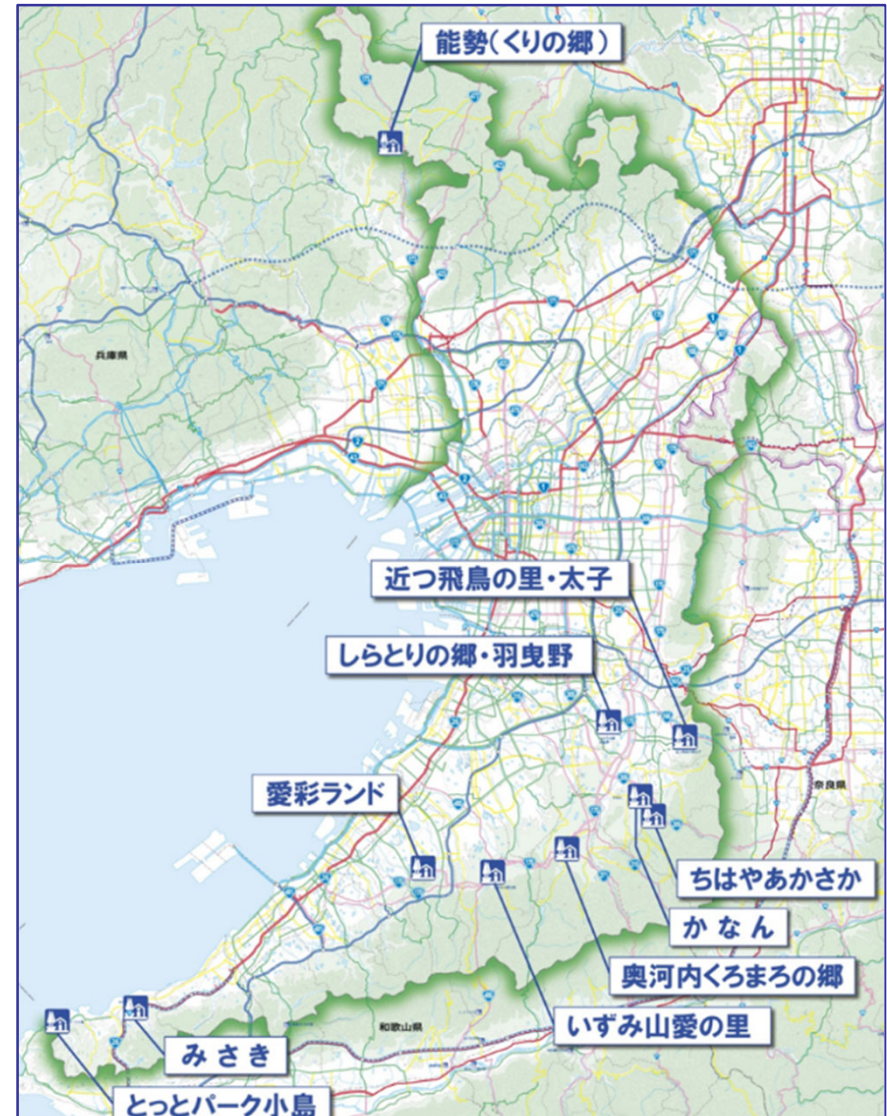 能勢(くりの郷)
兵庫県
近つ飛鳥の里・太子
しらとりの郷・羽曳野
愛彩ランド
奈良県
ちはやあかさか
かなん
奥河内くろまろの郷
いずみ山愛の里
和歌山県
みさき
とっとパーク小島